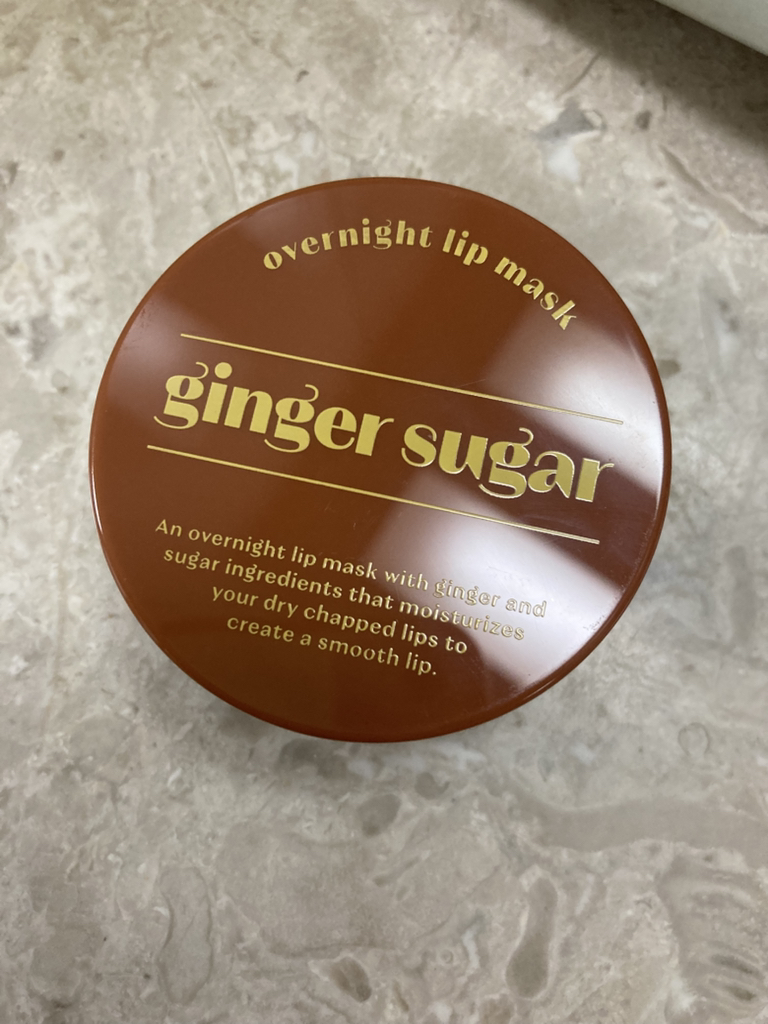 overnight lip mask
ginger sugar
An overnight lip mask with ginger and
sugar ingredients that moisturizes
your dry chapped lips to
create a smooth lip.